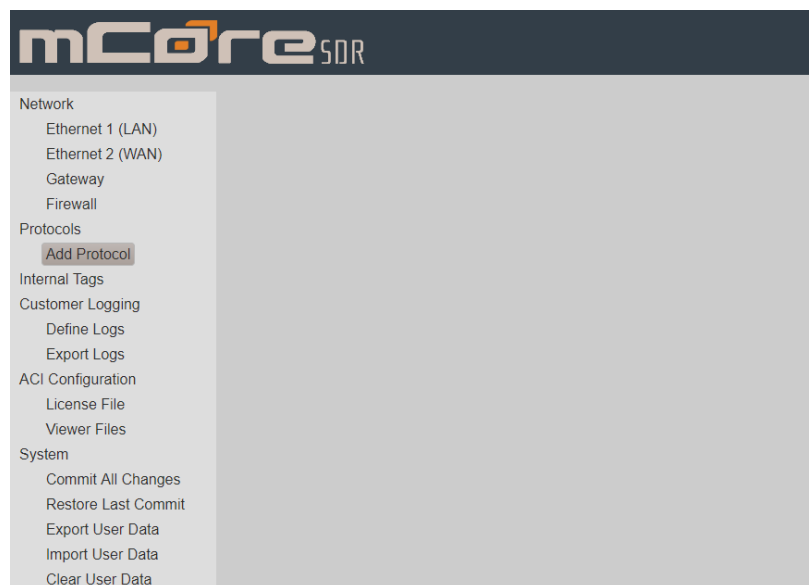 mCore SDR
Network
Ethernet 1 (LAN)
Ethernet 2 (WAN)
Gateway
Firewall
Protocols
Add Protocol
Internal Tags
Customer Logging
Define Logs
Export Logs
ACI Configuration
License File
Viewer Files
System
Commit All Changes
Restore Last Commit
Export User Data
Import User Data
Clear User Data